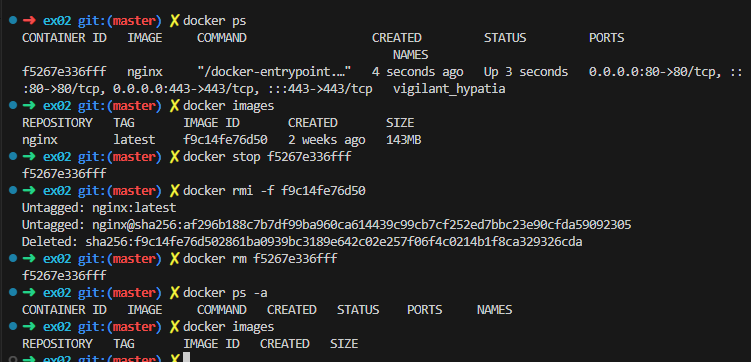 ➜ ex02 git:(master) ✗ docker ps
CONTAINER ID   IMAGE     COMMAND                  CREATED         STATUS         PORTS
NAMES
f5267e336fff   nginx     "/docker-entrypoint.…"   4 seconds ago   Up 3 seconds   0.0.0.0:80->80/tcp, ::
:80->80/tcp, 0.0.0.0:443->443/tcp, :::443->443/tcp   vigilant_hypatia
➜ ex02 git:(master) ✗ docker images
REPOSITORY   TAG       IMAGE ID       CREATED       SIZE
nginx        latest    f9c14fe76d50   2 weeks ago   143MB
➜ ex02 git:(master) ✗ docker stop f5267e336fff
f5267e336fff
➜ ex02 git:(master) ✗ docker rmi -f f9c14fe76d50
Untagged: nginx:latest
Untagged: nginx@sha256:af296b188c7b7df99ba960ca614439c99cb7cf252ed7bbc23e90cfda59092305
Deleted: sha256:f9c14fe76d502861ba0939bc3189e642c02e257f06f4c0214b1f8ca329326cda
➜ ex02 git:(master) ✗ docker rm f5267e336fff
f5267e336fff
➜ ex02 git:(master) ✗ docker ps -a
CONTAINER ID   IMAGE     COMMAND   CREATED   STATUS    PORTS     NAMES
➜ ex02 git:(master) ✗ docker images
REPOSITORY   TAG       IMAGE ID   CREATED   SIZE
➜ ex02 git:(master) ✗